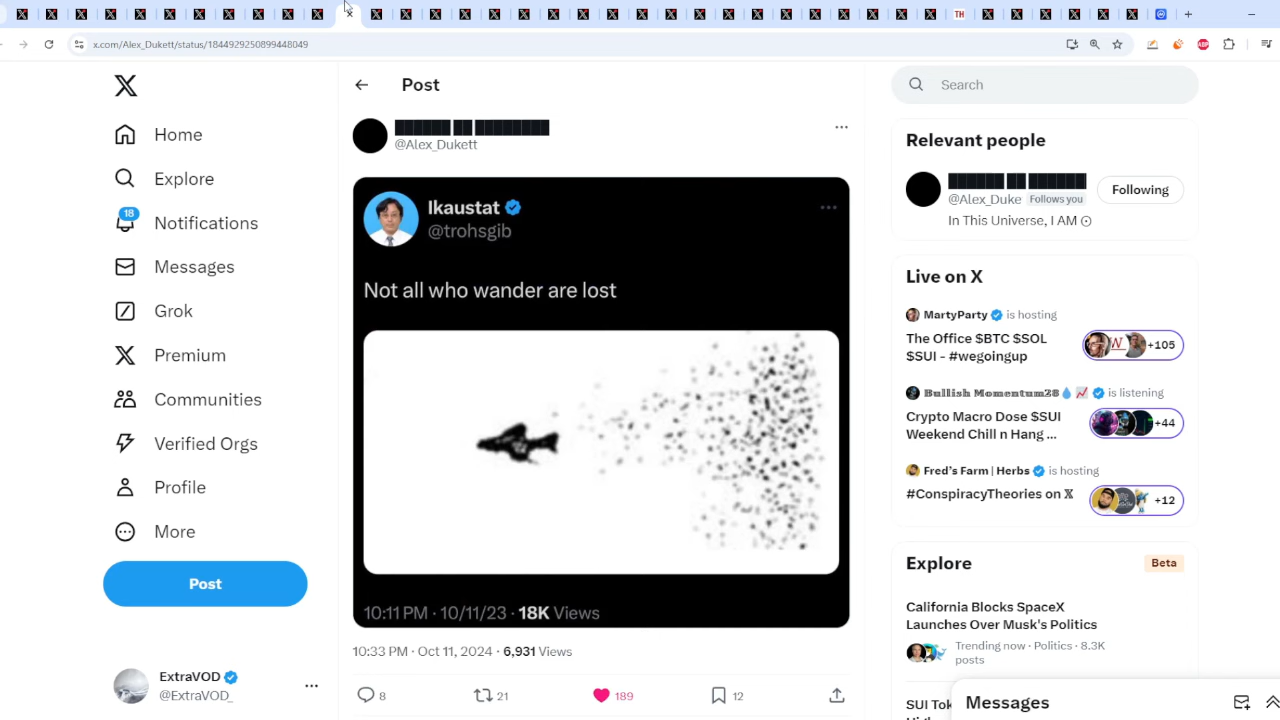 x.com/Alex_Dukett/status/1844929250899448049
Home
Explore
18
Notifications
Messages
Grok
Premium
Communities
Verified Orgs
Profile
More
Post
ExtraVOD
@ExtraVOD_
Post
@Alex_Dukett
Ikaustat
@trohsgib
Not all who wander are lost
10:11 PM · 10/11/23 · 18K Views
10:33 PM · Oct 11, 2024 · 6,931 Views
8
21
189
12
Search
Relevant people
@Alex_Duke Follows you
Following
In This Universe, I AM ⊙
Live on X
MartyParty is hosting
The Office $BTC $SOL
$SUI - #wegoingup
+105
Bullish Momentum28 💧 📈 is listening
Crypto Macro Dose $SUI
Weekend Chill n Hang ...
+44
Fred's Farm | Herbs is hosting
#ConspiracyTheories on 𝕏
+12
Explore
Beta
California Blocks SpaceX
Launches Over Musk's Politics
Trending now · Politics · 8.3K
posts
SUI Tok
Messages